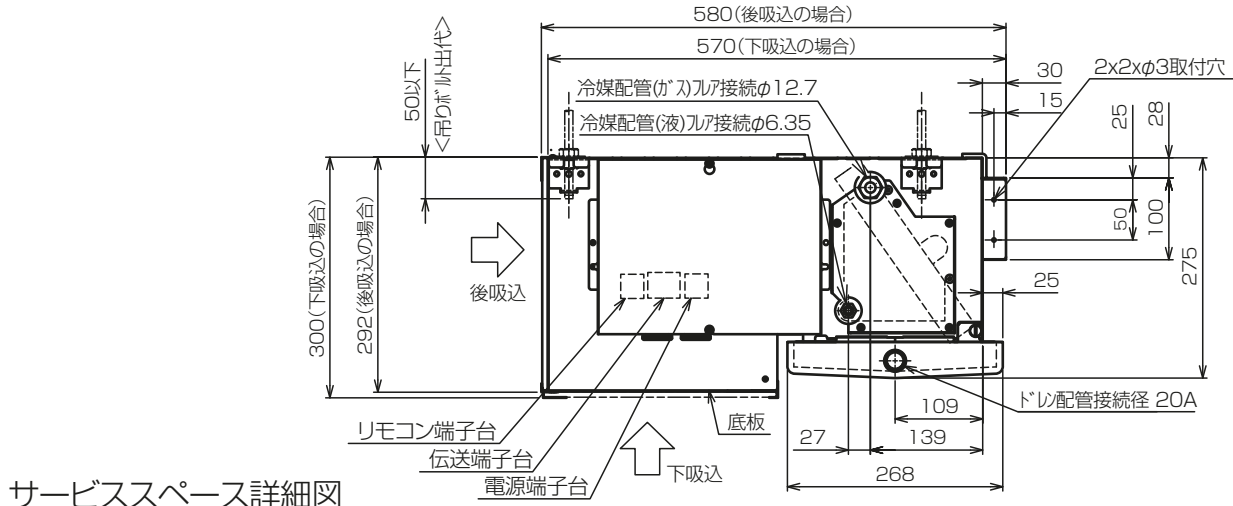 580(後吸込の場合)
570(下吸込の場合)
50以下
<吊りボルト出代>
冷媒配管(ガス)フレア接続φ12.7
冷媒配管(液)フレア接続φ6.35
30
15
2x2xφ3取付穴
25
28
50
100
275
25
300(下吸込の場合)
292(後吸込の場合)
後吸込
リモコン端子台
伝送端子台
電源端子台
底板
下吸込
109
27
139
268
ドレン配管接続径 20A
サービススペース詳細図